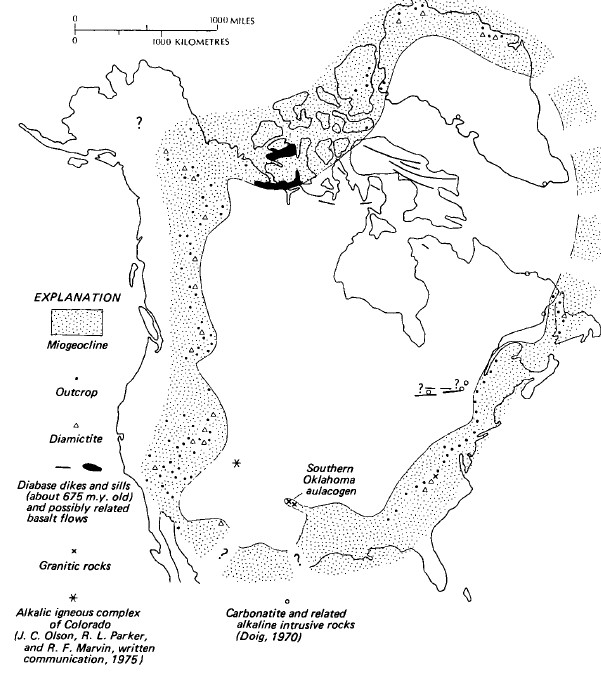 0 1000 MILES
0 1000 KILOMETRES
?
EXPLANATION
Miogeocline
Outcrop
Diamictite
Diabase dikes and sills
(about 675 m.y. old)
and possibly related
basalt flows
Granitic rocks
Alkalic igneous complex
of Colorado
(J. C. Olson, R. L. Parker,
and R. F. Marvin, written
communication, 1975)
? ?
Southern
Oklahoma
aulacogen
?
?
Carbonatite and related
alkaline intrusive rocks
(Doig, 1970)